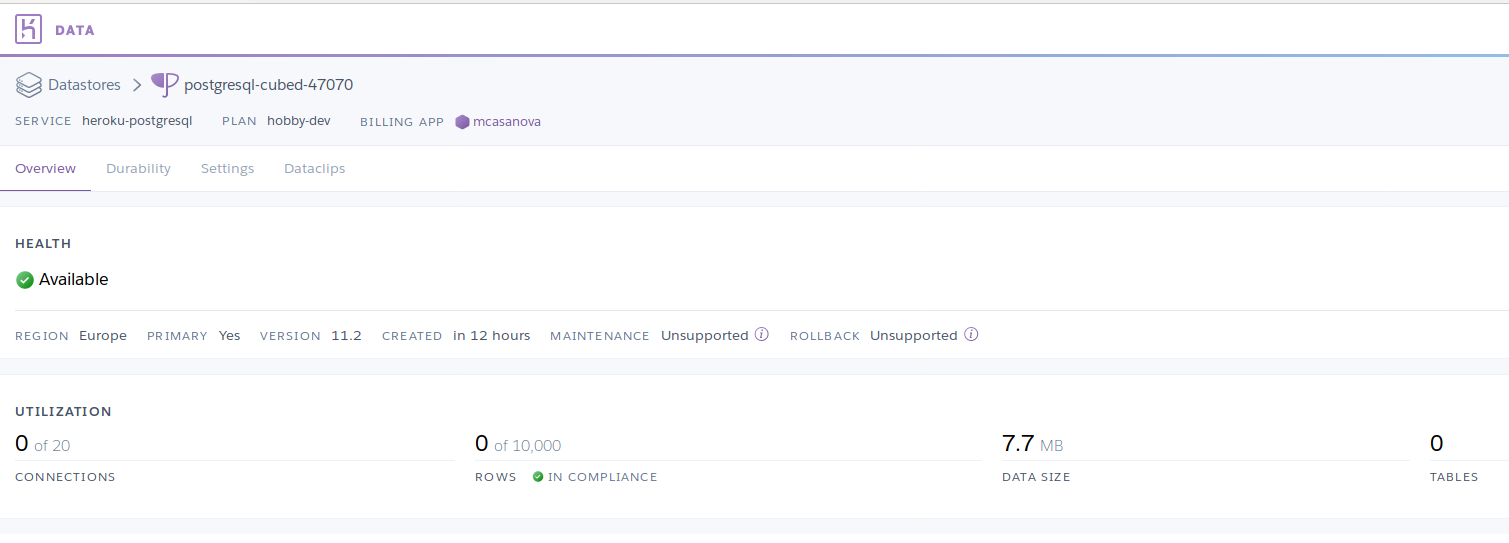 DATA
Datastores postgresql-cubed-47070
SERVICE heroku-postgresql PLAN hobby-dev BILLING APP mcasanova
Overview Durability Settings Dataclips
HEALTH
Available
REGION Europe PRIMARY Yes VERSION 11.2 CREATED in 12 hours MAINTENANCE Unsupported ROLLBACK Unsupported
UTILIZATION
0 of 20 0 of 10,000 7.7 MB 0
CONNECTIONS ROWS IN COMPLIANCE DATA SIZE TABLES